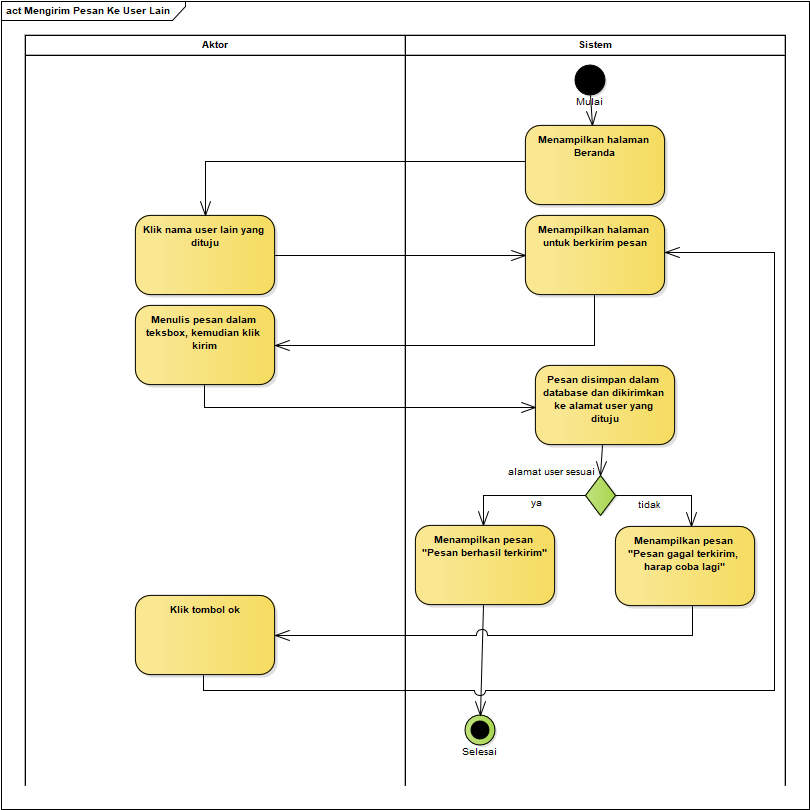 act Mengirim Pesan Ke User Lain
Aktor
Sistem
Mulai
Menampilkan halaman
Beranda
Klik nama user lain yang
dituju
Menampilkan halaman
untuk berkirim pesan
Menulis pesan dalam
teksbox, kemudian klik
kirim
Pesan disimpan dalam
database dan dikirimkan
ke alamat user yang
dituju
alamat user sesuai
ya
tidak
Menampilkan pesan
"Pesan berhasil terkirim"
Menampilkan pesan
"Pesan gagal terkirim,
harap coba lagi"
Klik tombol ok
Selesai